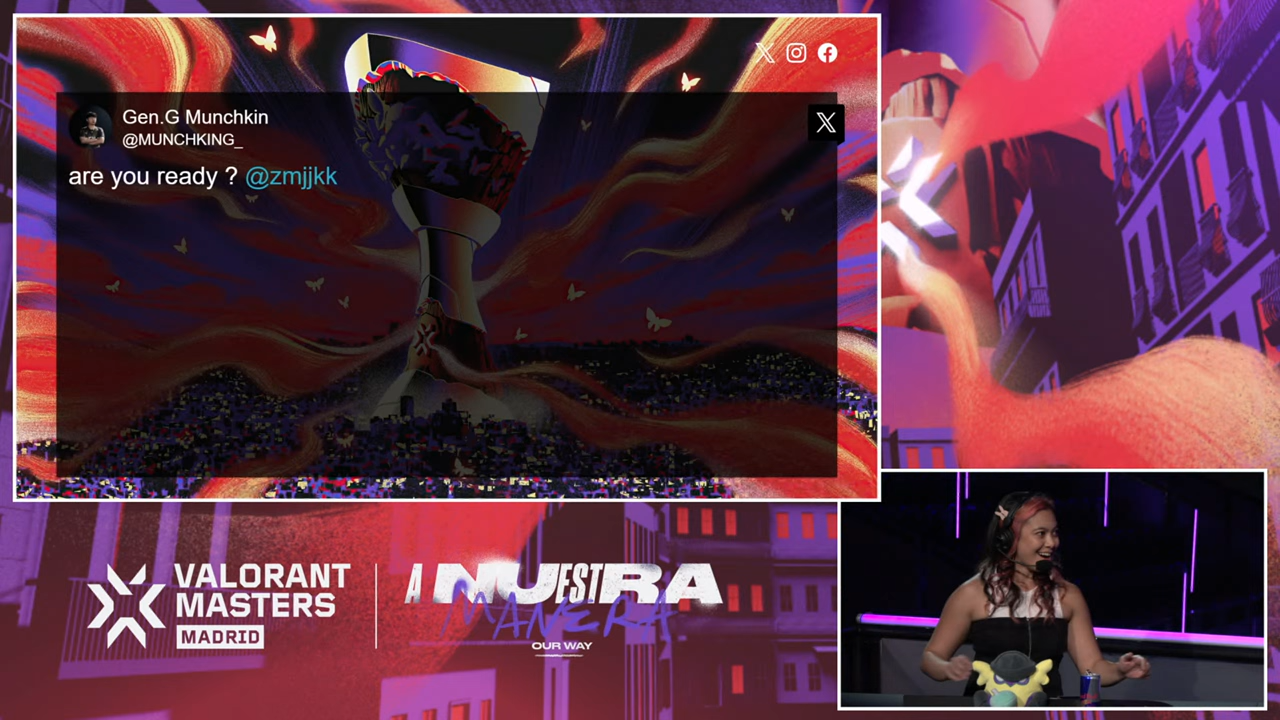 Gen.G Munchkin
@MUNCHKING_
are you ready ? @zmjjkk
VALORANT
MASTERS
MADRID
A NUESTRA
MANERA
OUR WAY